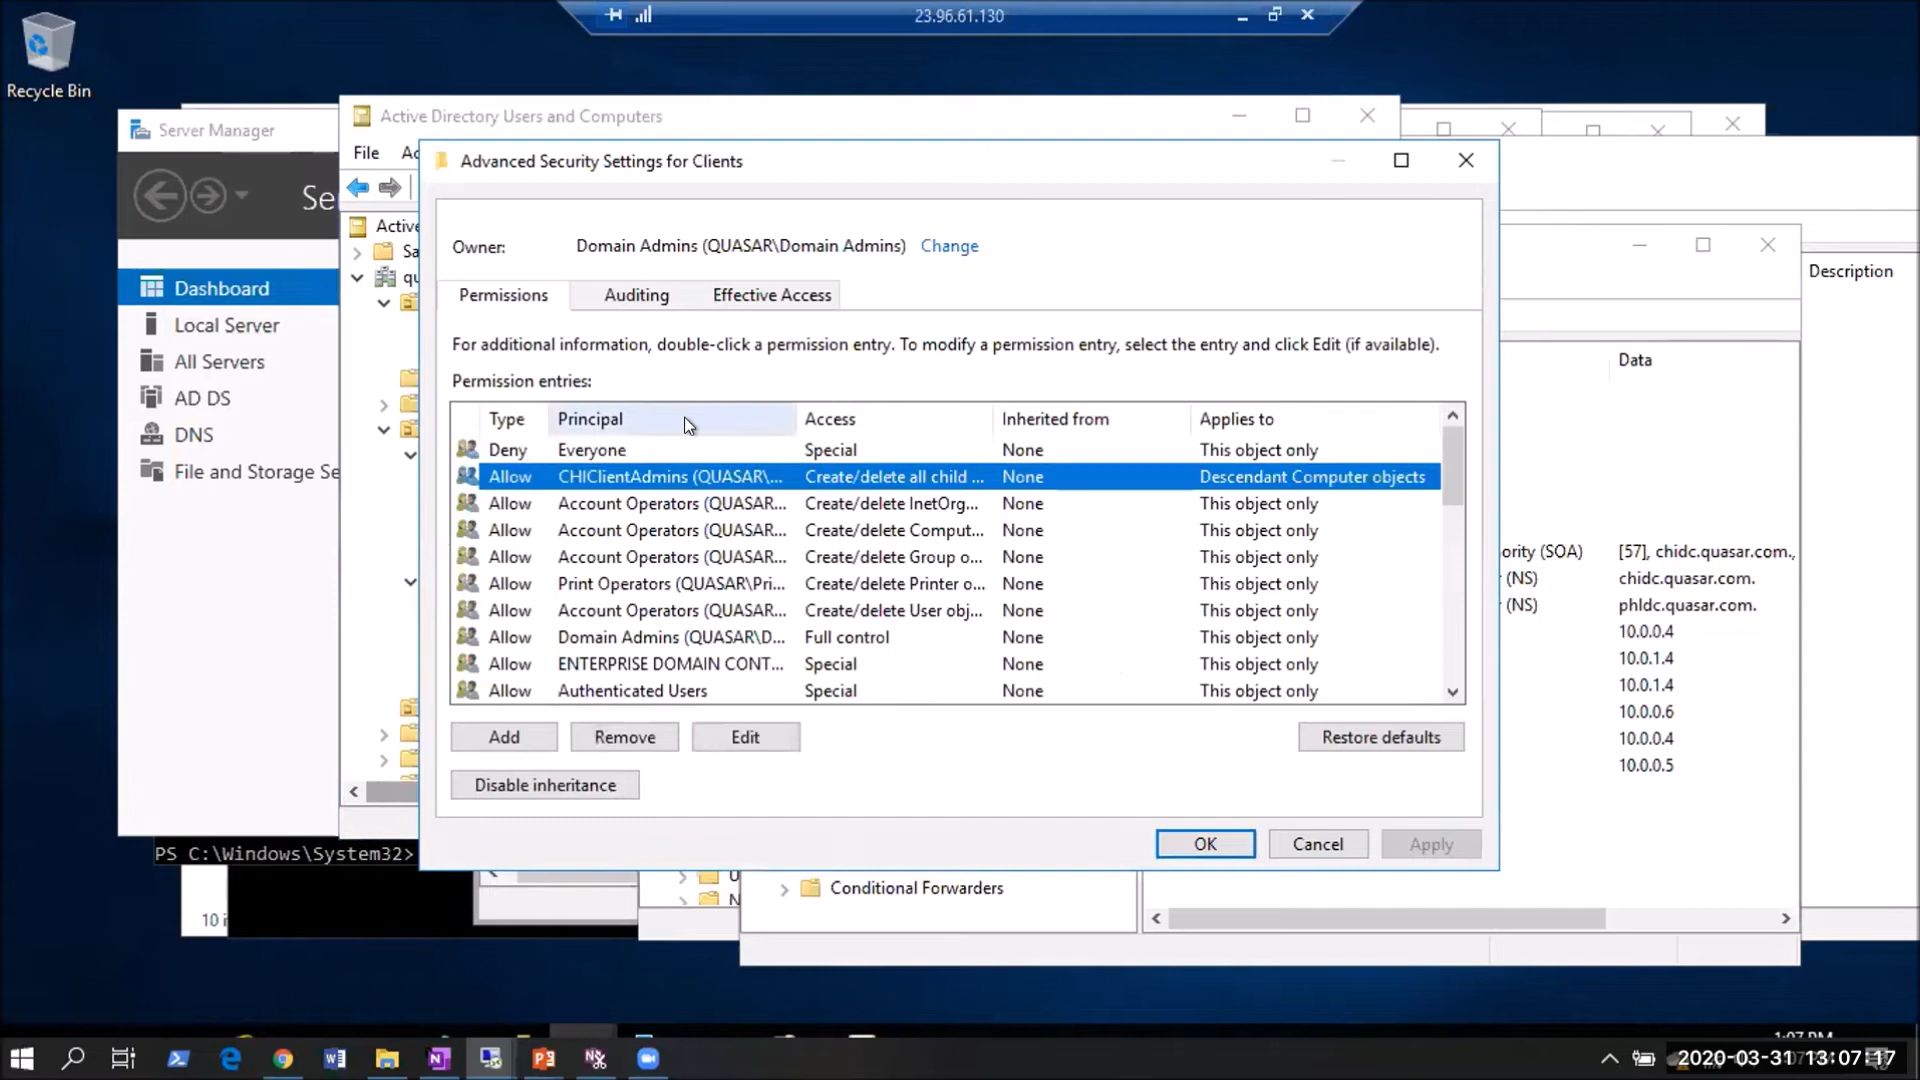 23.96.61.130
Recycle Bin
Server Manager
Active Directory Users and Computers
File
Advanced Security Settings for Clients
Se
Active
Sa
qu
Owner: Domain Admins (QUASAR\Domain Admins) Change
Description
Dashboard
Local Server
All Servers
AD DS
DNS
File and Storage Se
Permissions Auditing Effective Access
For additional information, double-click a permission entry. To modify a permission entry, select the entry and click Edit (if available).
Permission entries:
Type Principal Access Inherited from Applies to
Deny Everyone Special None This object only
Allow CHIClientAdmins (QUASAR\... Create/delete all child ... None Descendant Computer objects
Allow Account Operators (QUASAR... Create/delete InetOrg... None This object only
Allow Account Operators (QUASAR... Create/delete Comput... None This object only
Allow Account Operators (QUASAR... Create/delete Group o... None This object only
Allow Print Operators (QUASAR\Pri... Create/delete Printer o... None This object only
Allow Account Operators (QUASAR... Create/delete User obj... None This object only
Allow Domain Admins (QUASAR\D... Full control None This object only
Allow ENTERPRISE DOMAIN CONT... Special None This object only
Allow Authenticated Users Special None This object only
Add Remove Edit Restore defaults
Disable inheritance
OK Cancel Apply
Data
ority (SOA) [57], chidc.quasar.com.,
(NS) chidc.quasar.com.
(NS) phldc.quasar.com.
10.0.0.4
10.0.1.4
10.0.1.4
10.0.0.6
10.0.0.4
10.0.0.5
PS C:\Windows\System32>
Conditional Forwarders
2020-03-31 13:07:17